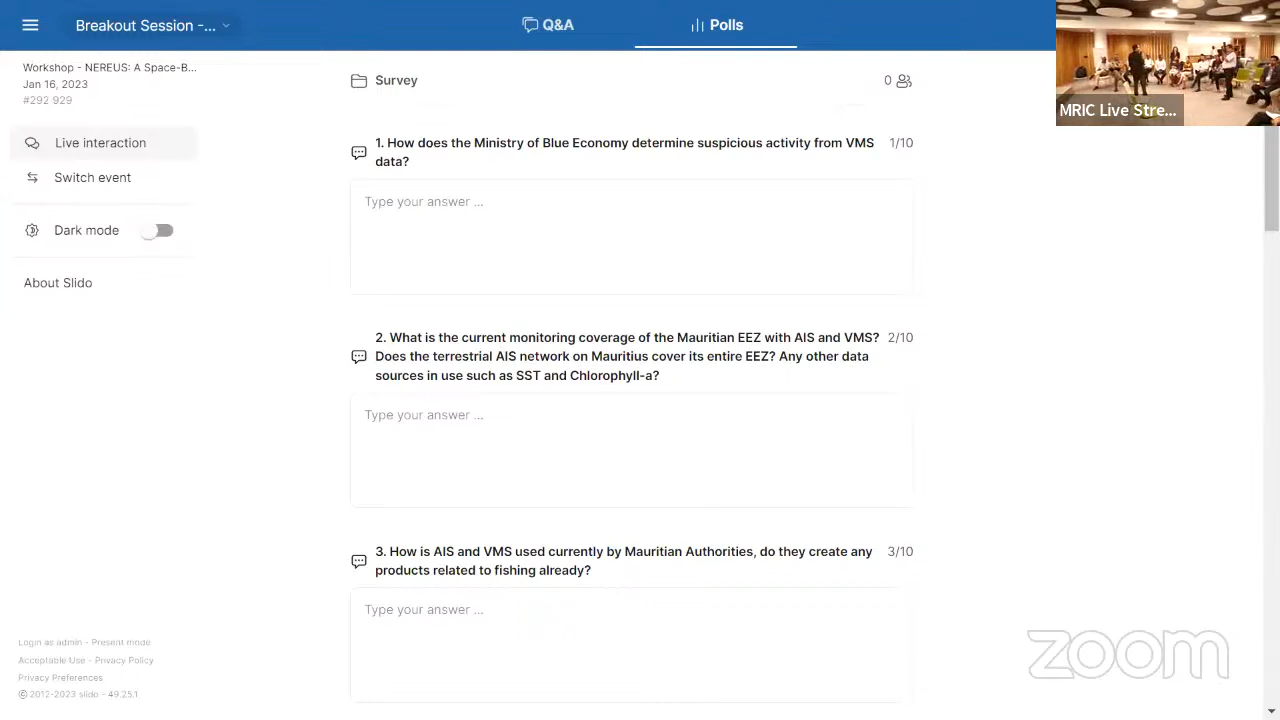 Breakout Session -...
Q&A
Polls
Workshop - NEREUS: A Space-B...
Jan 16, 2023
#292 929
Live interaction
Switch event
Dark mode
About Slido
Survey
0
1. How does the Ministry of Blue Economy determine suspicious activity from VMS
data?
1/10
Type your answer ...
2. What is the current monitoring coverage of the Mauritian EEZ with AIS and VMS?
Does the terrestrial AIS network on Mauritius cover its entire EEZ? Any other data
sources in use such as SST and Chlorophyll-a?
2/10
Type your answer ...
3. How is AIS and VMS used currently by Mauritian Authorities, do they create any
products related to fishing already?
3/10
Type your answer ...
Login as admin - Present mode
Acceptable Use - Privacy Policy
Privacy Preferences
© 2012-2023 slido - 49.25.1
MRIC Live Stre...
zoom